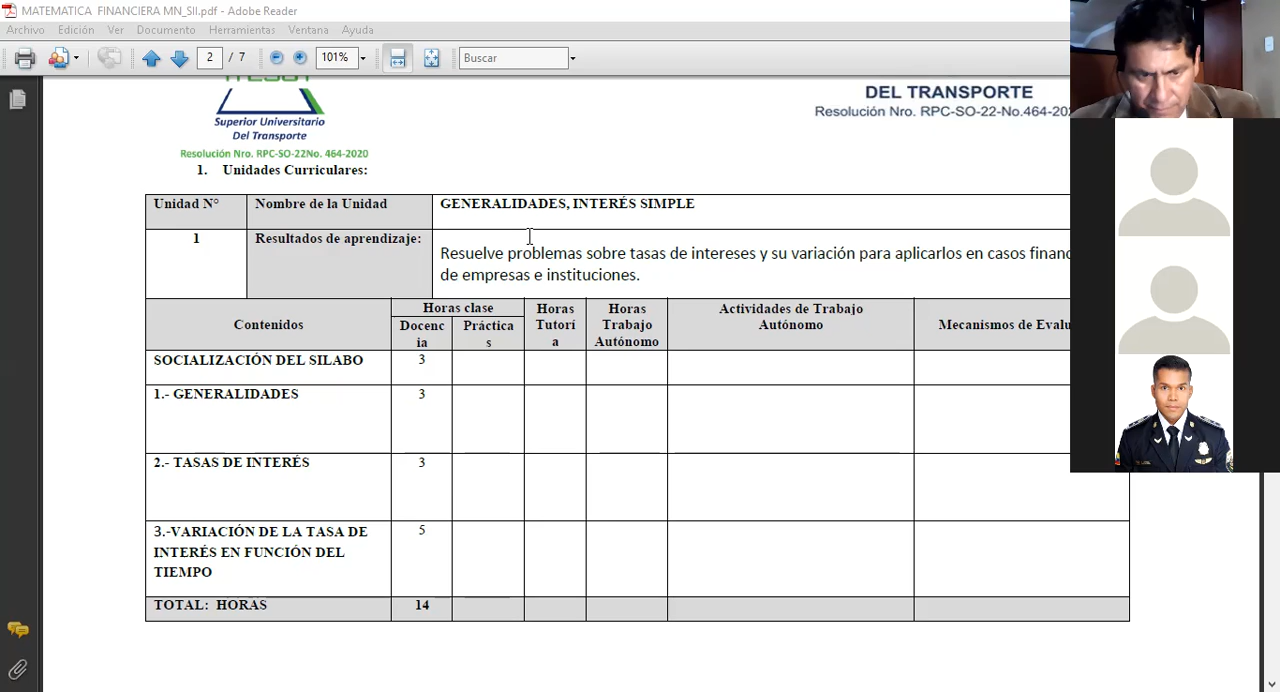 MATEMATICA FINANCIERA MN_SII.pdf - Adobe Reader
Archivo Edición Ver Documento Herramientas Ventana Ayuda
2 / 7 101% Buscar
DEL TRANSPORTE
Superior Universitario
Del Transporte
Resolución Nro. RPC-SO-22-No.464-202
Resolución Nro. RPC-SO-22No. 464-2020
1. Unidades Curriculares:
Unidad N° Nombre de la Unidad GENERALIDADES, INTERÉS SIMPLE
1 Resultados de aprendizaje:
Resuelve problemas sobre tasas de intereses y su variación para aplicarlos en casos financ
de empresas e instituciones.
Contenidos
Horas clase
Docenc
ia
Práctica
s
Horas
Tutorí
a
Horas
Trabajo
Autónomo
Actividades de Trabajo
Autónomo
Mecanismos de Evalu
SOCIALIZACIÓN DEL SILABO 3
1.- GENERALIDADES 3
2.- TASAS DE INTERÉS 3
3.-VARIACIÓN DE LA TASA DE 5
INTERÉS EN FUNCIÓN DEL
TIEMPO
TOTAL: HORAS 14